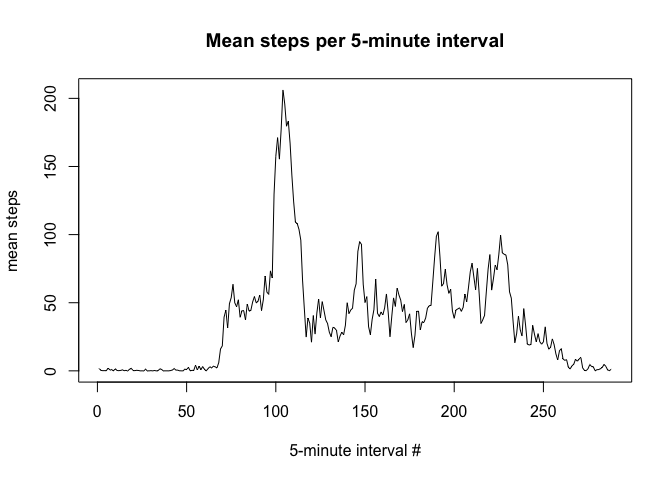 Mean steps per 5-minute interval
mean steps
200
150
100
50
0
0 50 100 150 200 250
5-minute interval #